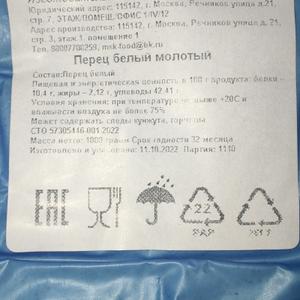 Юридический адрес: 115142, г. Москва, Речников улица д.21,
стр. 7, ЭТАЖ/ПОМЕЩ./ОФИС 1/IV/12
Адрес производства: 115142, г. Москва, Речников улица д. 21,
стр. 3, этаж 1, помещение 1
Тел.: 88007700259, msk-food@bk.ru
Перец белый молотый
Состав:Перец белый
Пищевая и энергетическая ценность в 100 г продукта: белки –
10,4 г, жиры – 2,12 г, углеводы 42,41 г.
Условия хранения: при температуре не выше +20С и
влажности воздуха не более 75%
Может содержать следы кунжута, горчицы
СТО 57305146-001-2022
Масса нетто: 1000 грамм Срок годности 32 месяца
Изготовлено и упаковано: 11.10.2022 Партия: 1110
EAC
22
PAP